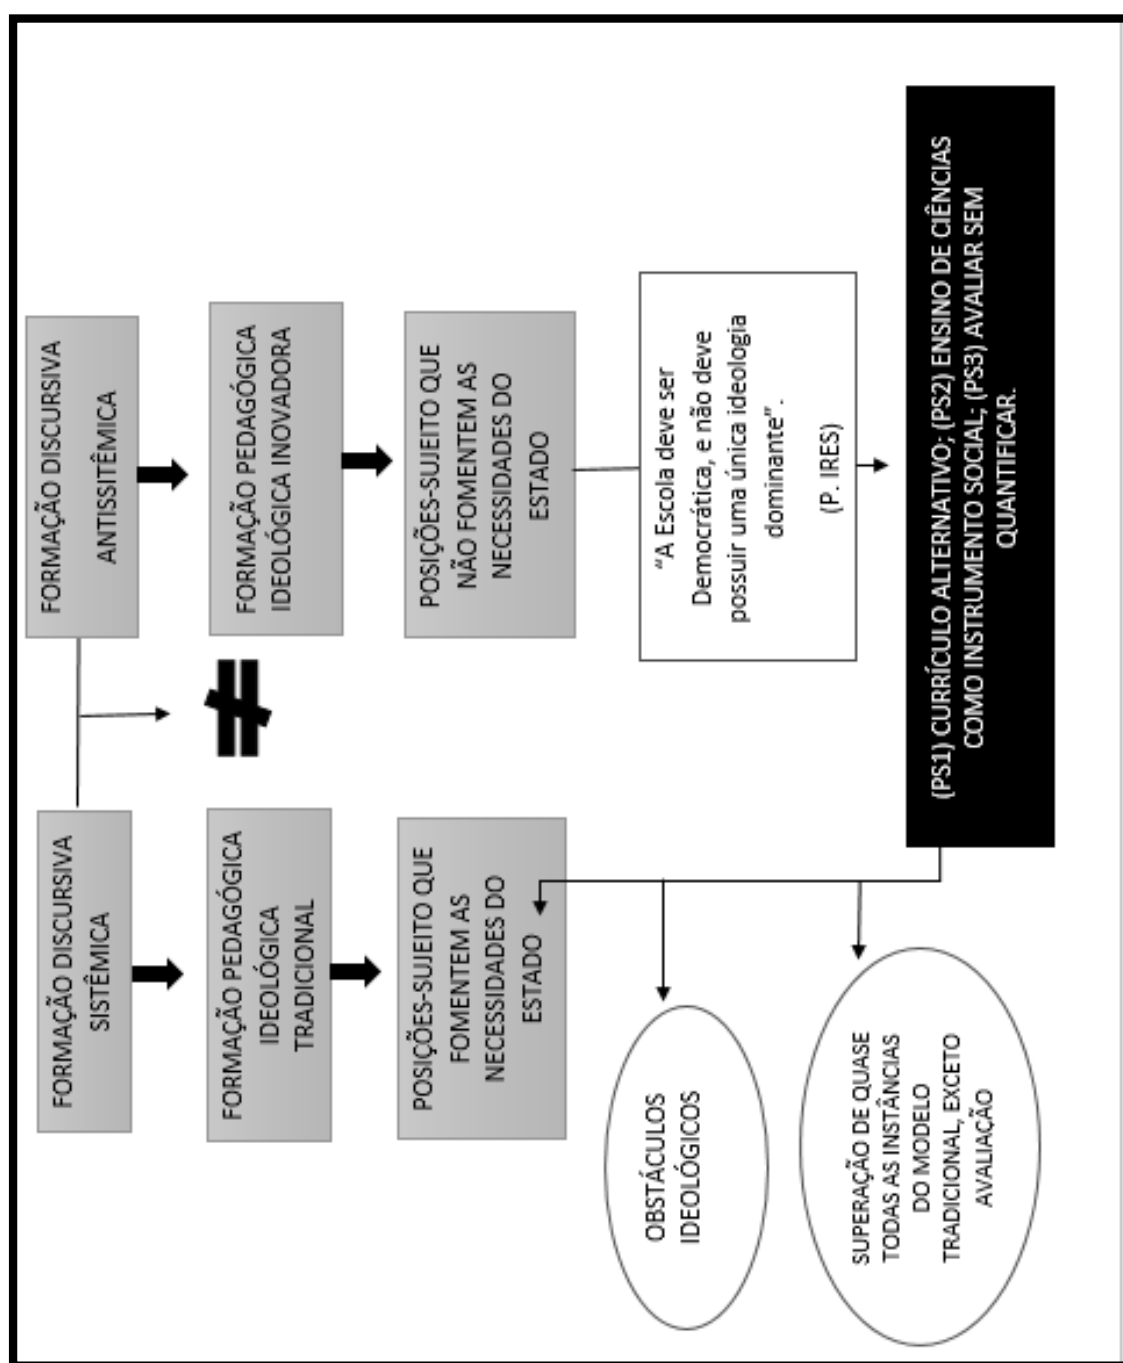 FORMAÇÃO DISCURSIVA
SISTÊMICA
FORMAÇÃO PEDAGÓGICA
IDEOLÓGICA
TRADICIONAL
POSIÇÕES-SUJEITO QUE
FOMENTEM AS
NECESSIDADES DO
ESTADO
≠
FORMAÇÃO DISCURSIVA
ANTISSITÊMICA
FORMAÇÃO PEDAGÓGICA
IDEOLÓGICA INOVADORA
POSIÇÕES-SUJEITO QUE
NÃO FOMENTEM AS
NECESSIDADES DO
ESTADO
“A Escola deve ser
Democrática, e não deve
possuir uma única ideologia
dominante”.
(P. IRES)
(PS1) CURRÍCULO ALTERNATIVO; (PS2) ENSINO DE CIÊNCIAS
COMO INSTRUMENTO SOCIAL; (PS3) AVALIAR SEM
QUANTIFICAR.
OBSTÁCULOS
IDEOLÓGICOS
SUPERAÇÃO DE QUASE
TODAS AS INSTÂNCIAS
DO MODELO
TRADICIONAL, EXCETO
AVALIAÇÃO